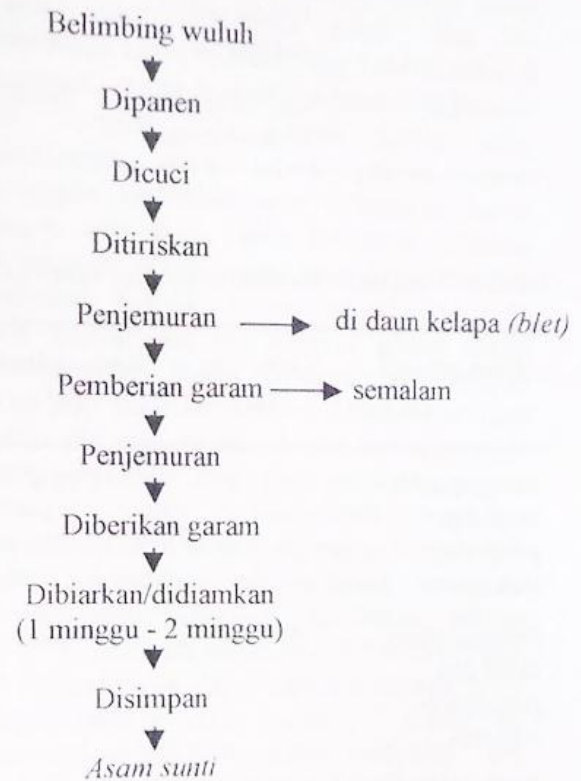 Belimbing wuluh
Dipanen
Dicuci
Ditiriskan
Penjemuran di daun kelapa (blet)
Pemberian garam semalam
Penjemuran
Diberikan garam
Dibiarkan/didiamkan
(1 minggu - 2 minggu)
Disimpan
Asam sunti